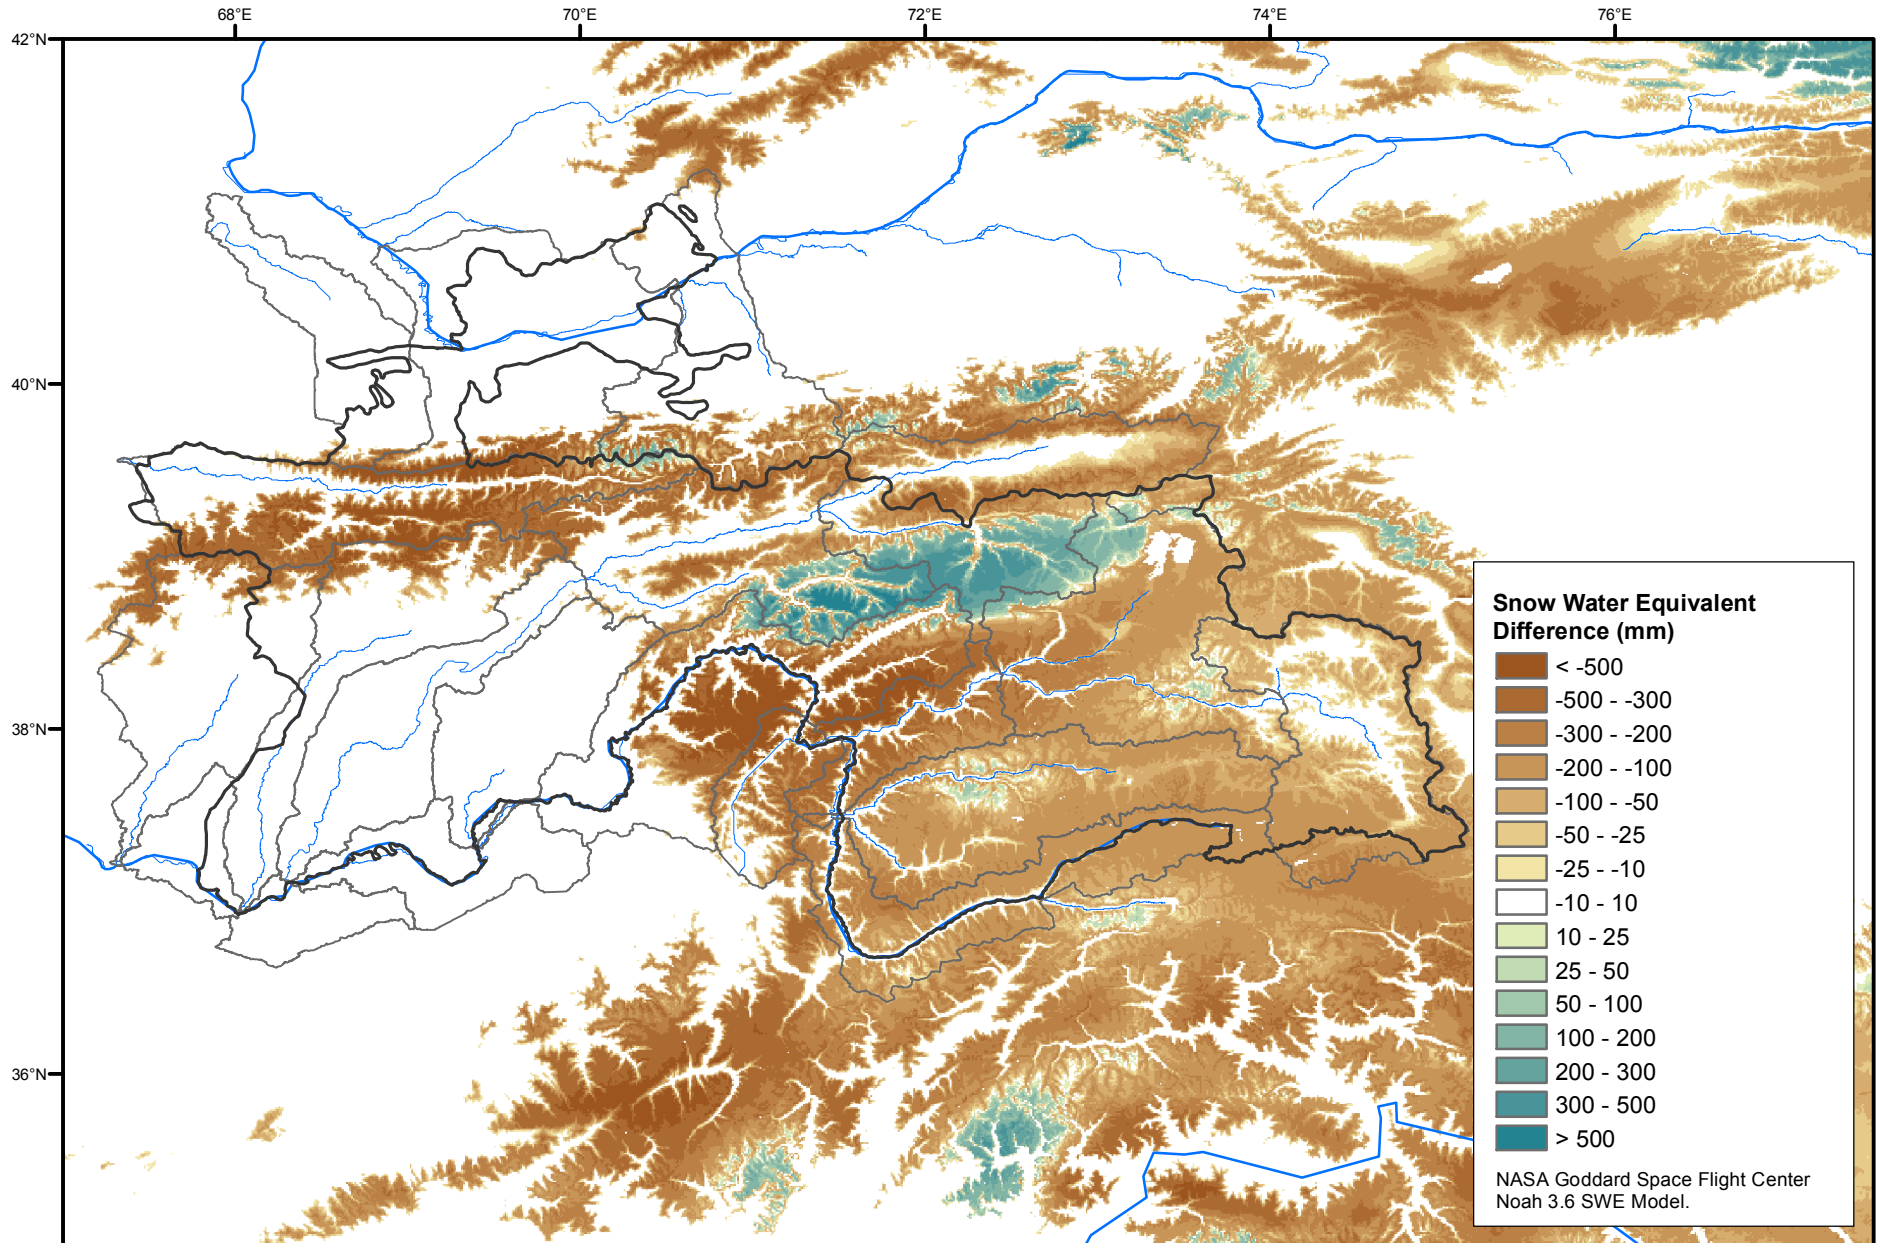 68°E
70°E
72°E
74°E
76°E
42°N
40°N
38°N
36°N
Snow Water Equivalent
Difference (mm)
< -500
-500 - -300
-300 - -200
-200 - -100
-100 - -50
-50 - -25
-25 - -10
-10 - 10
10 - 25
25 - 50
50 - 100
100 - 200
200 - 300
300 - 500
> 500
NASA Goddard Space Flight Center
Noah 3.6 SWE Model.